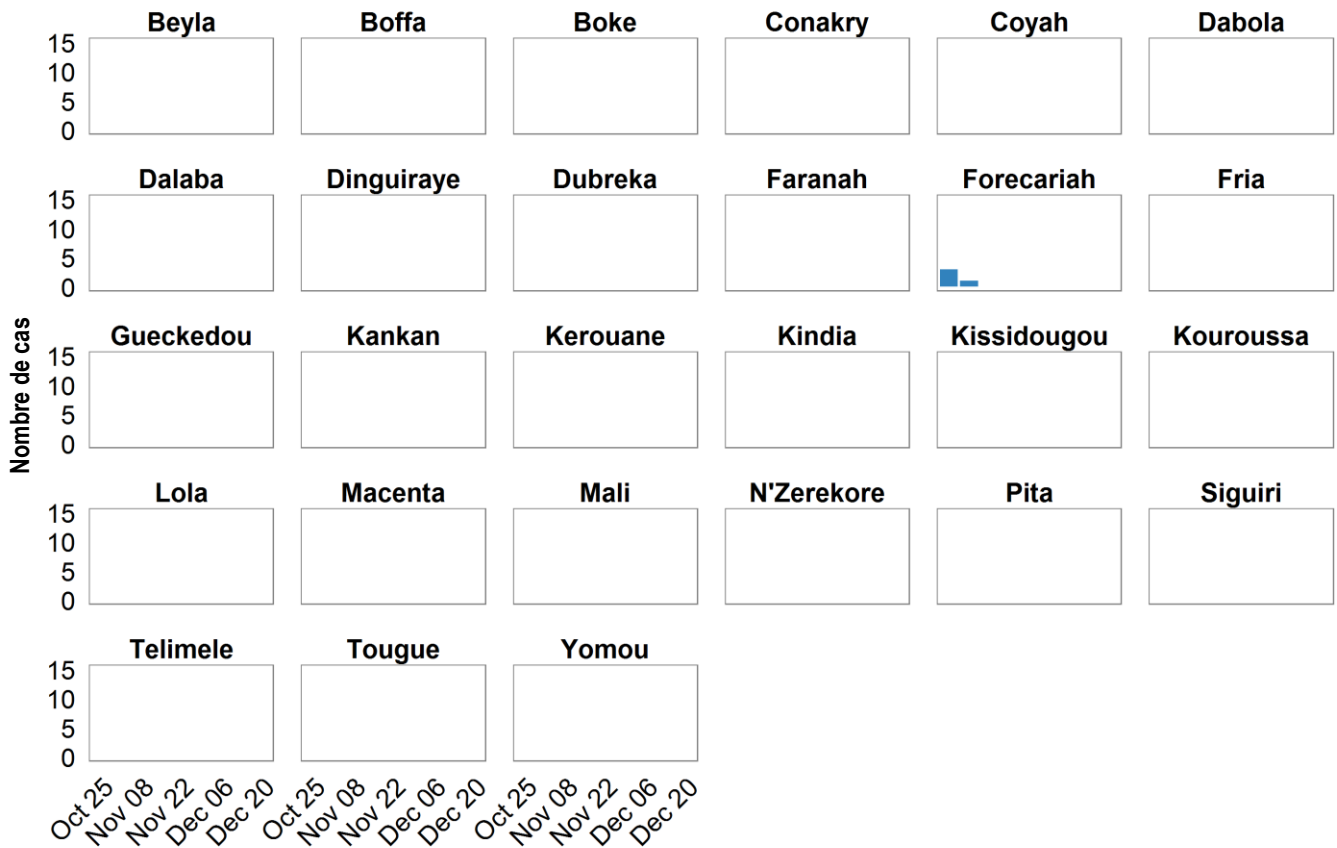 Beyla Boffa Boke Conakry Coyah Dabola
15
10
5
0
Dalaba Dinguiraye Dubreka Faranah Forecariah Fria
15
10
5
0
Nombre de cas
Gueckedou Kankan Kerouane Kindia Kissidougou Kouroussa
15
10
5
0
Lola Macenta Mali N'Zerekore Pita Siguiri
15
10
5
0
Telimele Tougue Yomou
15
10
5
0
Oct 25 Nov 08 Nov 22 Dec 06 Dec 20 Oct 25 Nov 08 Nov 22 Dec 06 Dec 20 Oct 25 Nov 08 Nov 22 Dec 06 Dec 20